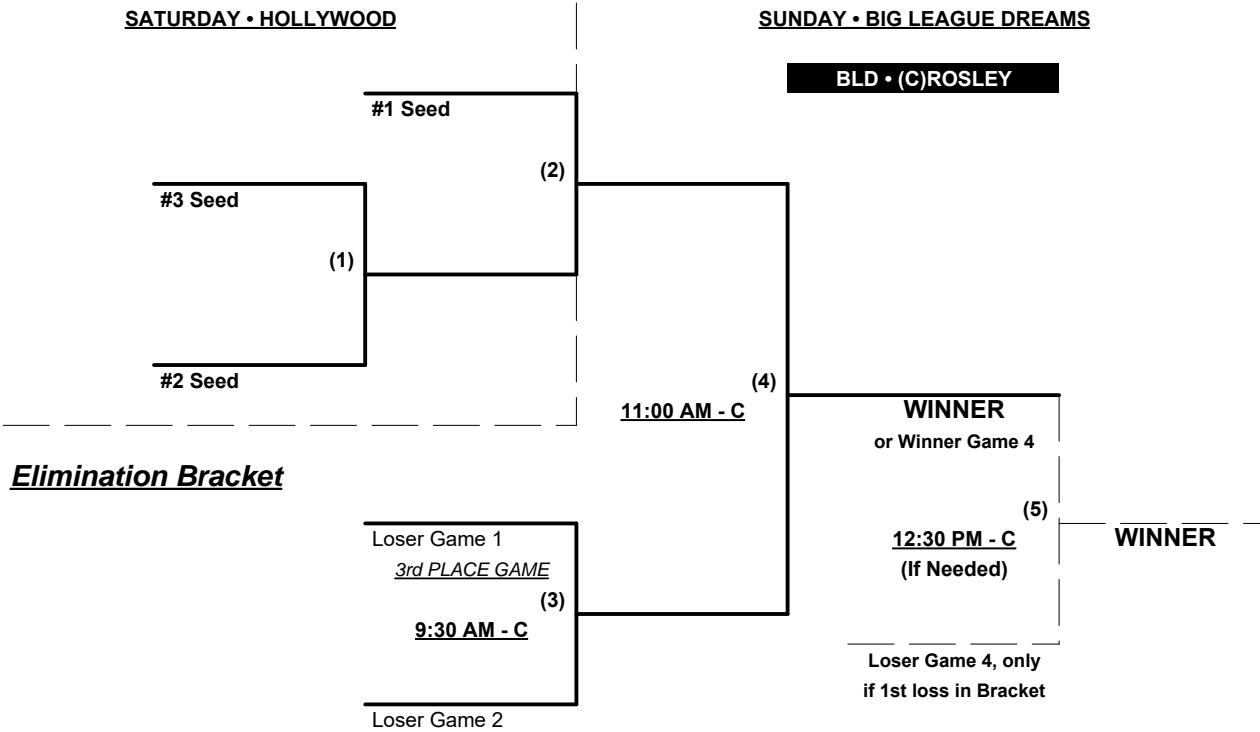 SATURDAY • HOLLYWOOD
SUNDAY • BIG LEAGUE DREAMS
BLD • (C)ROSLEY
#1 Seed
(2)
#3 Seed
(1)
#2 Seed
(4)
11:00 AM - C
WINNER
or Winner Game 4
Elimination Bracket
(5)
12:30 PM - C
(If Needed)
WINNER
Loser Game 1
3rd PLACE GAME
(3)
9:30 AM - C
Loser Game 4, only
if 1st loss in Bracket
Loser Game 2